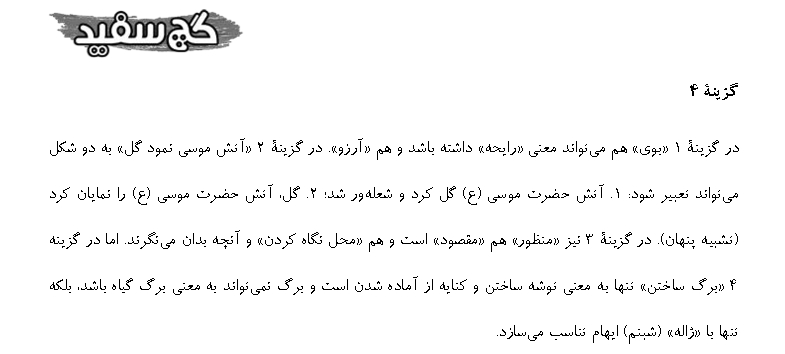 گچ سفید
گزینهٔ ۴
در گزینهٔ ۱ «بوی» هم می‌تواند معنی «رایحه» داشته باشد و هم «آرزو». در گزینهٔ ۲ «آتش موسی نمود گل» به دو شکل
می‌تواند تعبیر شود: ۱. آتش حضرت موسی (ع) گل کرد و شعله‌ور شد؛ ۲. گل، آتش حضرت موسی (ع) را نمایان کرد
(تشبیه پنهان). در گزینهٔ ۳ نیز «منظور» هم «مقصود» است و هم «محل نگاه کردن» و آنچه بدان می‌نگرند. اما در گزینه
۴ «برگ ساختن» تنها به معنی توشه ساختن و کنایه از آماده شدن است و برگ نمی‌تواند به معنی برگ گیاه باشد، بلکه
تنها با «ژاله» (شبنم) ایهام تناسب می‌سازد.